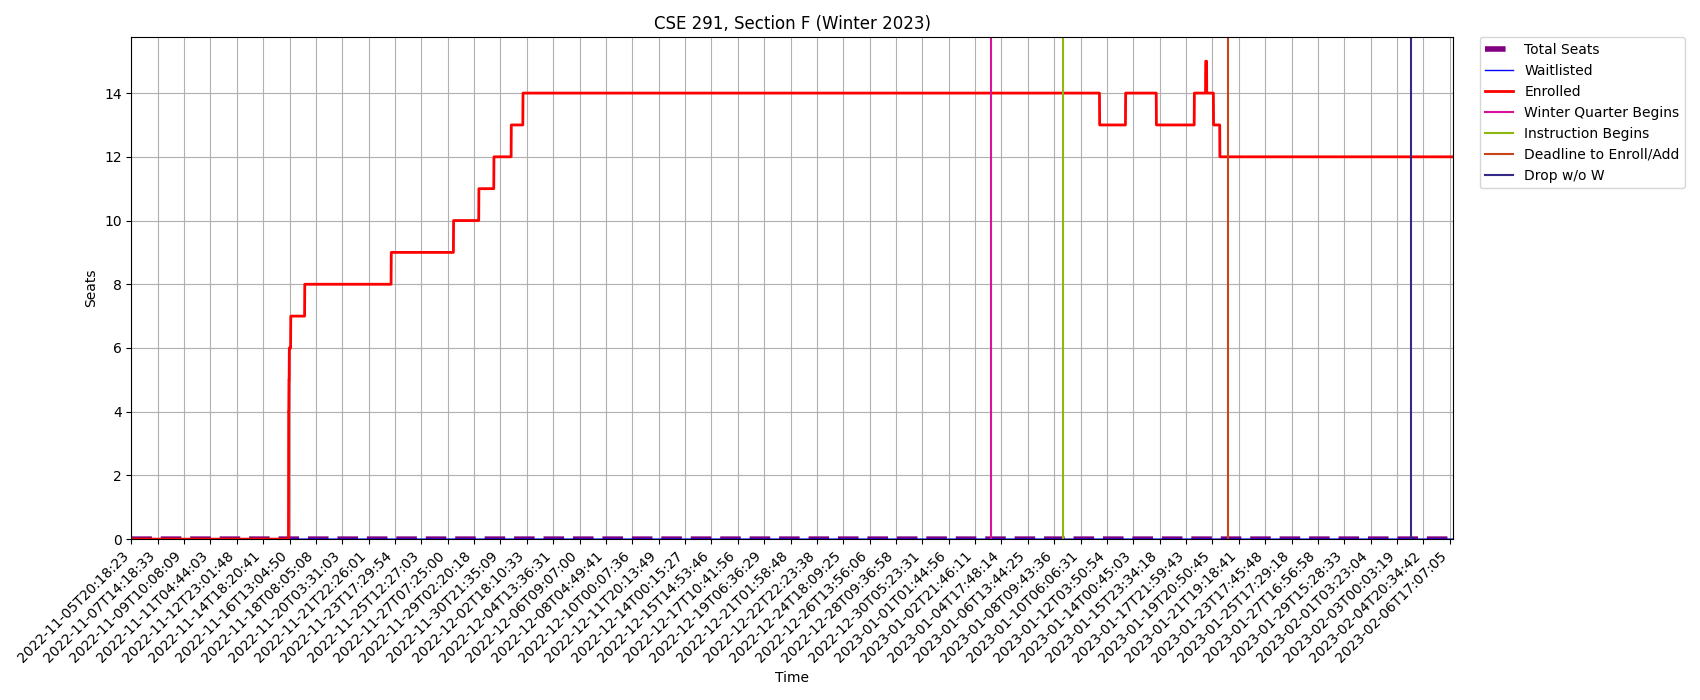 CSE 291, Section F (Winter 2023)
Total Seats
Waitlisted
Enrolled
Winter Quarter Begins
Instruction Begins
Deadline to Enroll/Add
Drop w/o W
Seats
14
12
10
8
6
4
2
0
2022-11-05T20:18:23
2022-11-07T14:18:33
2022-11-09T10:08:09
2022-11-11T04:44:03
2022-11-12T23:01:48
2022-11-14T18:20:41
2022-11-16T13:04:50
2022-11-18T08:05:08
2022-11-20T03:31:03
2022-11-21T22:26:01
2022-11-23T17:29:54
2022-11-25T12:27:03
2022-11-27T07:25:00
2022-11-29T02:20:18
2022-11-30T21:35:09
2022-12-02T18:10:33
2022-12-04T13:36:31
2022-12-06T09:07:00
2022-12-08T04:49:41
2022-12-10T00:07:36
2022-12-11T20:13:49
2022-12-14T00:15:27
2022-12-15T14:53:46
2022-12-17T10:41:56
2022-12-19T06:36:29
2022-12-21T01:58:48
2022-12-22T22:23:38
2022-12-24T18:09:25
2022-12-26T13:56:06
2022-12-28T09:36:58
2022-12-30T05:23:31
2023-01-01T01:44:56
2023-01-02T21:46:11
2023-01-04T17:48:14
2023-01-06T13:44:25
2023-01-08T09:43:36
2023-01-10T06:06:31
2023-01-12T03:50:54
2023-01-14T00:45:03
2023-01-15T22:34:18
2023-01-17T21:59:43
2023-01-19T20:50:45
2023-01-21T19:18:41
2023-01-23T17:45:48
2023-01-25T17:29:18
2023-01-27T16:56:58
2023-01-29T15:28:33
2023-02-01T03:23:04
2023-02-03T00:03:19
2023-02-04T20:34:42
2023-02-06T17:07:05
Time